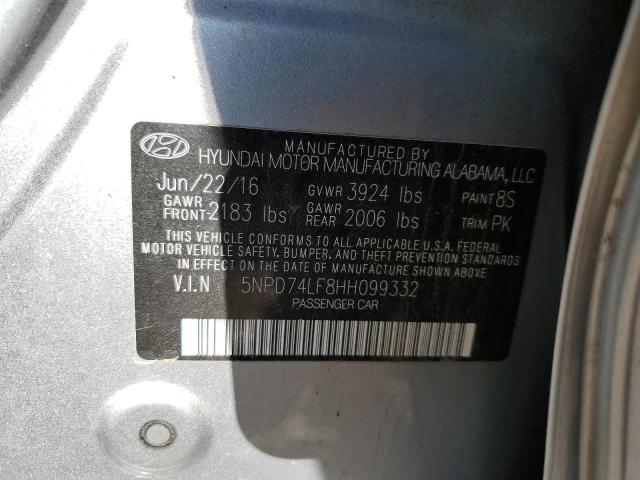 MANUFACTURED BY
HYUNDAI MOTOR MANUFACTURING ALABAMA, LLC
Jun/22/16 GVWR 3924 lbs PAINT 8S
GAWR FRONT 2183 lbs GAWR REAR 2006 lbs TRIM PK
THIS VEHICLE CONFORMS TO ALL APPLICABLE U.S.A. FEDERAL
MOTOR VEHICLE SAFETY, BUMPER, AND THEFT PREVENTION
STANDARDS IN EFFECT ON THE DATE OF MANUFACTURE SHOWN ABOVE
V.I.N 5NPD74LF8HH099332
PASSENGER CAR